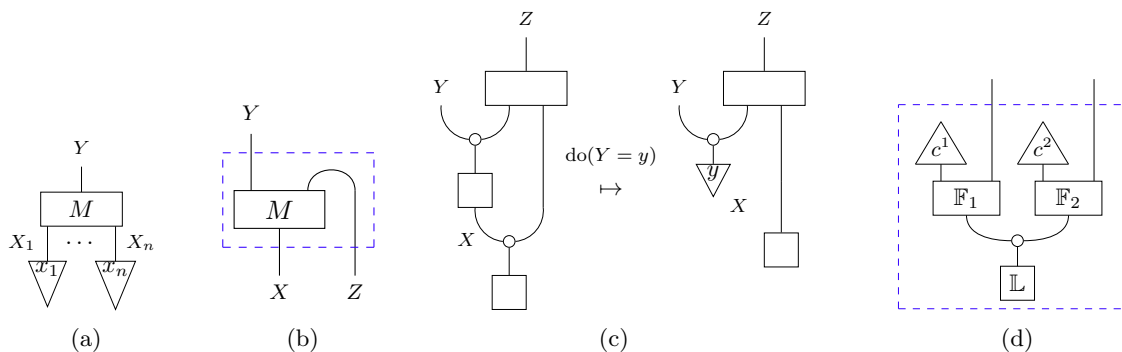 Y
M
X₁ ⋯ Xₙ
x₁ xₙ
(a)
Y
M
X Z
(b)
Z
Y
X
do(Y = y)
↦
Z
Y
y
X
(c)
c¹ c²
𝔽₁ 𝔽₂
𝕃
(d)